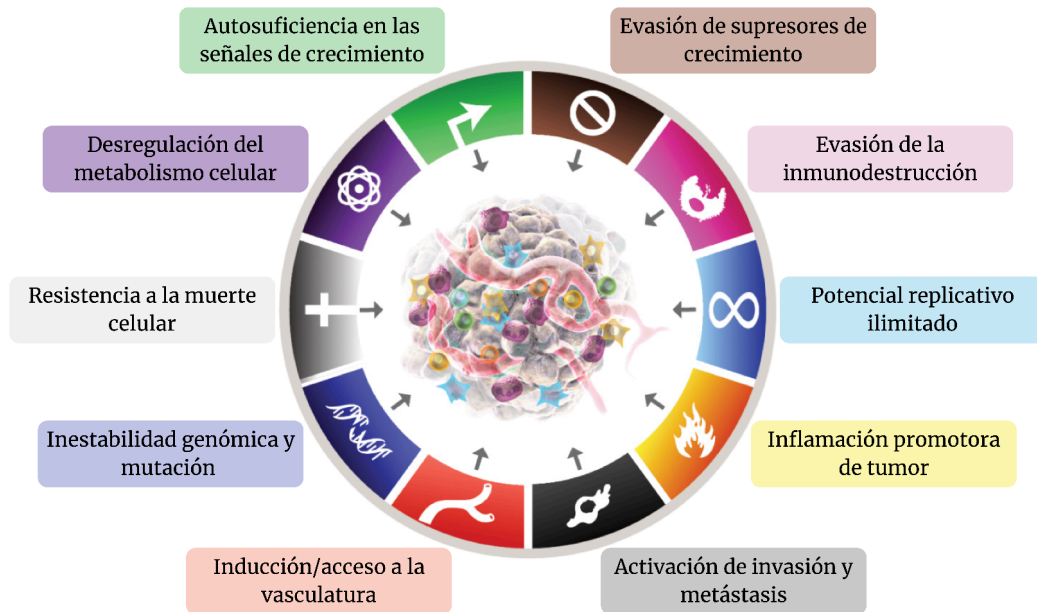 Autosuficiencia en las
señales de crecimiento
Evasión de supresores de
crecimiento
Desregulación del
metabolismo celular
Evasión de la
inmunodestrucción
Resistencia a la muerte
celular
Potencial replicativo
ilimitado
Inestabilidad genómica y
mutación
Inflamación promotora
de tumor
Inducción/acceso a la
vasculatura
Activación de invasión y
metástasis